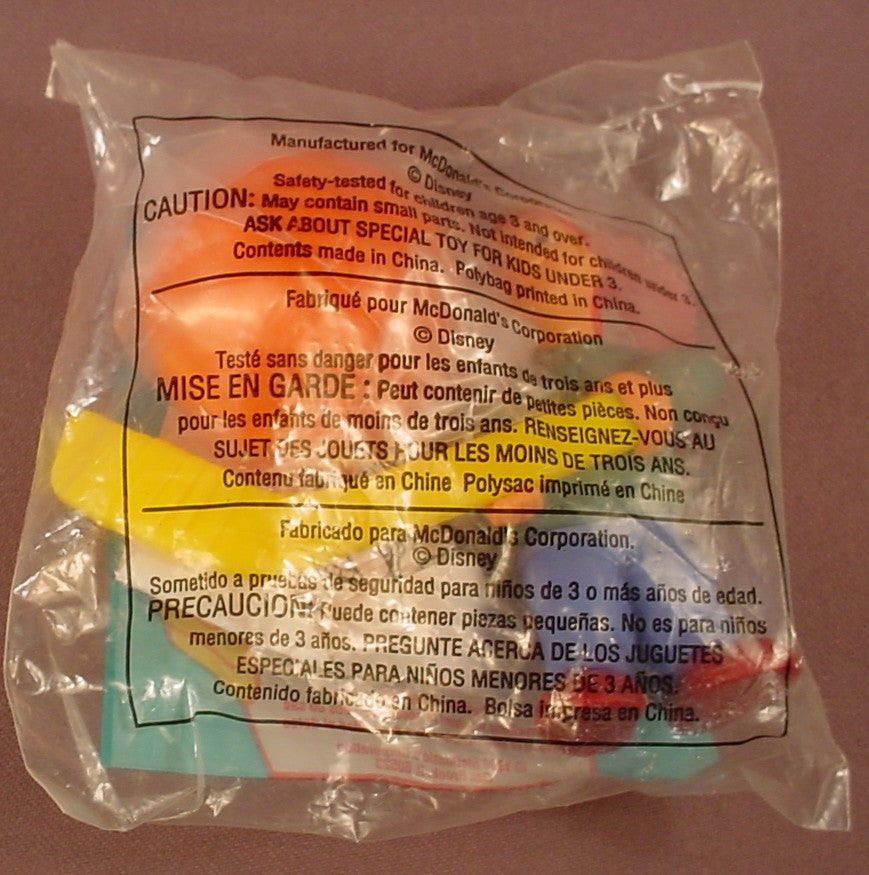 Manufactured for McDonald's Corporation
© Disney
Safety-tested for children age 3 and over.
CAUTION: May contain small parts. Not intended for children under 3.
ASK ABOUT SPECIAL TOY FOR KIDS UNDER 3.
Contents made in China. Polybag printed in China.
Fabriqué pour McDonald's Corporation
© Disney
Testé sans danger pour les enfants de trois ans et plus
MISE EN GARDE : Peut contenir de petites pièces. Non conçu
pour les enfants de moins de trois ans. RENSEIGNEZ-VOUS AU
SUJET DES JOUETS POUR LES MOINS DE TROIS ANS.
Contenu fabriqué en Chine Polysac imprimé en Chine
Fabricado para McDonald's Corporation.
© Disney
Sometido a pruebas de seguridad para niños de 3 o más años de edad.
PRECAUCION: Puede contener piezas pequeñas. No es para niños
menores de 3 años. PREGUNTE ACERCA DE LOS JUGUETES
ESPECIALES PARA NIÑOS MENORES DE 3 AÑOS.
Contenido fabricado en China. Bolsa impresa en China.